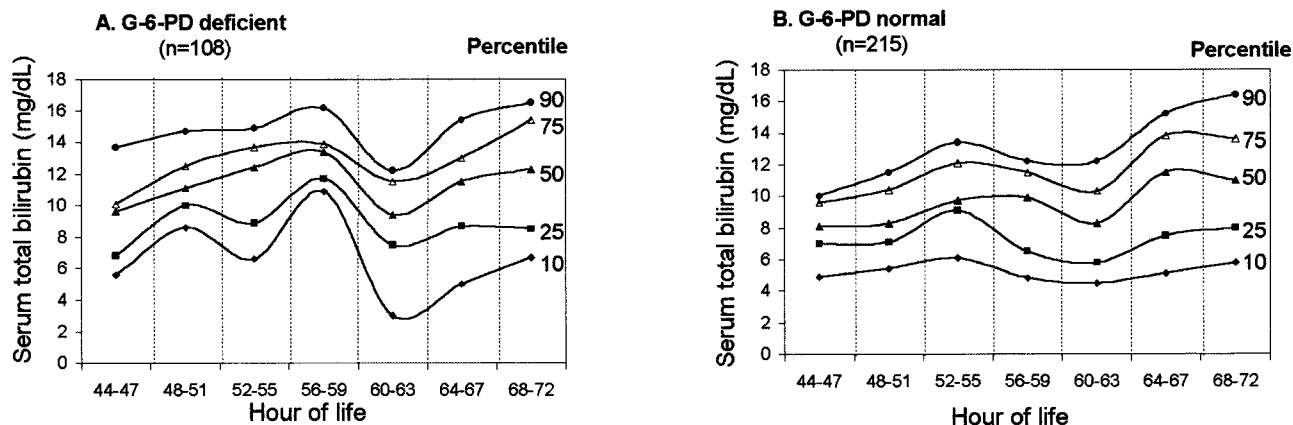 A. G-6-PD deficient
(n=108)
Percentile
Serum total bilirubin (mg/dL)
18
16
14
12
10
8
6
4
2
0
90
75
50
25
10
44-47 48-51 52-55 56-59 60-63 64-67 68-72
Hour of life
B. G-6-PD normal
(n=215)
Percentile
Serum total bilirubin (mg/dL)
18
16
14
12
10
8
6
4
2
0
90
75
50
25
10
44-47 48-51 52-55 56-59 60-63 64-67 68-72
Hour of life